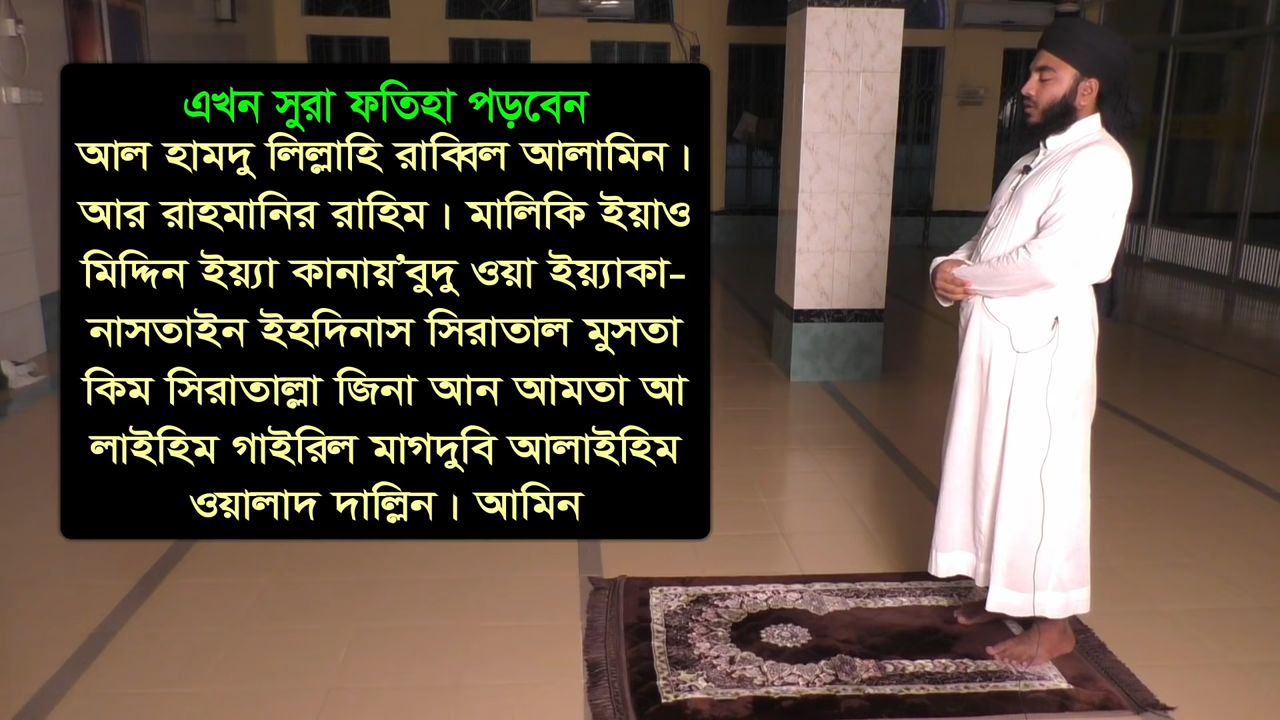 এখন সুরা ফতিহা পড়বেন
আল হামদু লিল্লাহি রাব্বিল আলামিন।
আর রাহমানির রাহিম। মালিকি ইয়াও
মিদ্দিন ইয়্যা কানায়'বুদু ওয়া ইয়্যাকা-
নাসতাইন ইহদিনাস সিরাতাল মুসতা
কিম সিরাতাল্লা জিনা আন আমতা আ
লাইহিম গাইরিল মাগদুবি আলাইহিম
ওয়ালাদ দাল্লিন। আমিন